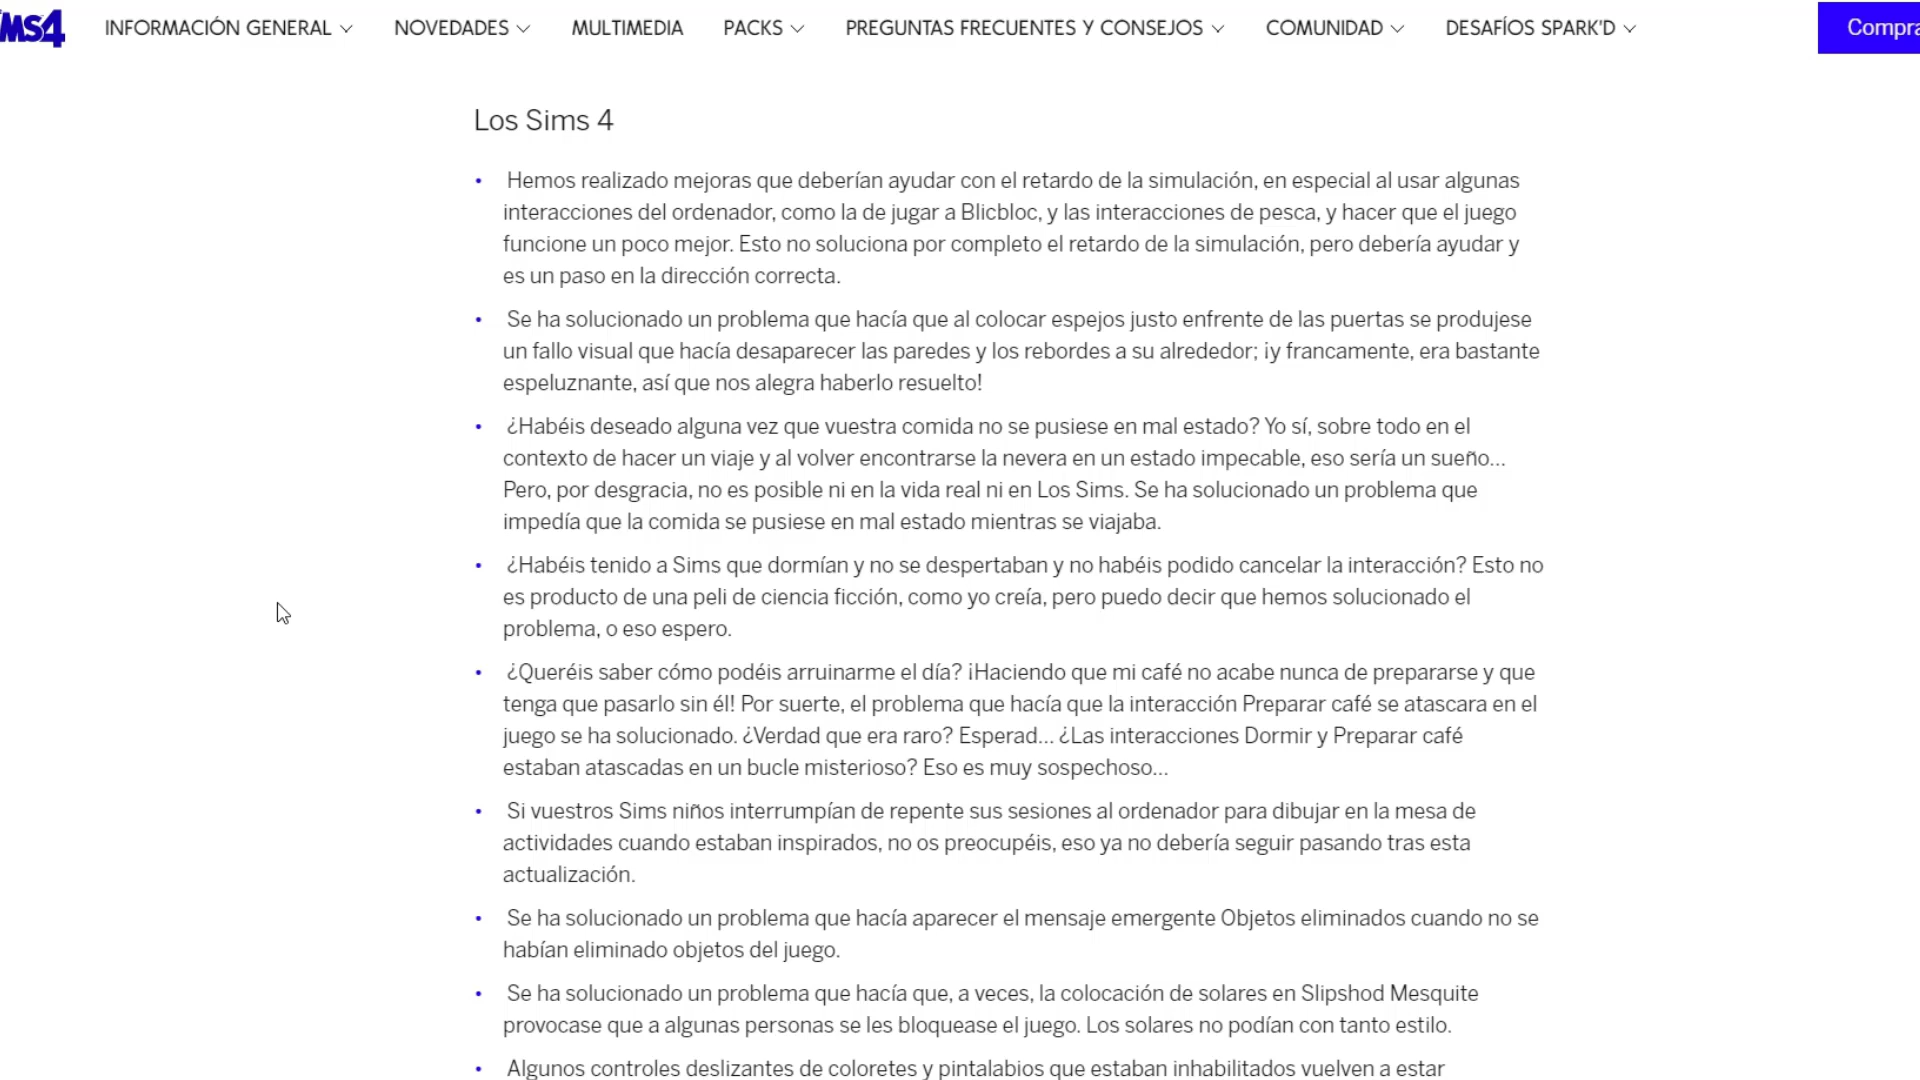 MS4 INFORMACIÓN GENERAL NOVEDADES MULTIMEDIA PACKS PREGUNTAS FRECUENTES Y CONSEJOS COMUNIDAD DESAFÍOS SPARK'D Compra
Los Sims 4
• Hemos realizado mejoras que deberían ayudar con el retardo de la simulación, en especial al usar algunas
interacciones del ordenador, como la de jugar a Blicbloc, y las interacciones de pesca, y hacer que el juego
funcione un poco mejor. Esto no soluciona por completo el retardo de la simulación, pero debería ayudar y
es un paso en la dirección correcta.
• Se ha solucionado un problema que hacía que al colocar espejos justo enfrente de las puertas se produjese
un fallo visual que hacía desaparecer las paredes y los rebordes a su alrededor; ¡y francamente, era bastante
espeluznante, así que nos alegra haberlo resuelto!
• ¿Habéis deseado alguna vez que vuestra comida no se pusiese en mal estado? Yo sí, sobre todo en el
contexto de hacer un viaje y al volver encontrarse la nevera en un estado impecable, eso sería un sueño...
Pero, por desgracia, no es posible ni en la vida real ni en Los Sims. Se ha solucionado un problema que
impedía que la comida se pusiese en mal estado mientras se viajaba.
• ¿Habéis tenido a Sims que dormían y no se despertaban y no habéis podido cancelar la interacción? Esto no
es producto de una peli de ciencia ficción, como yo creía, pero puedo decir que hemos solucionado el
problema, o eso espero.
• ¿Queréis saber cómo podéis arruinarme el día? ¡Haciendo que mi café no acabe nunca de prepararse y que
tenga que pasarlo sin él! Por suerte, el problema que hacía que la interacción Preparar café se atascara en el
juego se ha solucionado. ¿Verdad que era raro? Esperad... ¿Las interacciones Dormir y Preparar café
estaban atascadas en un bucle misterioso? Eso es muy sospechoso...
• Si vuestros Sims niños interrumpían de repente sus sesiones al ordenador para dibujar en la mesa de
actividades cuando estaban inspirados, no os preocupéis, eso ya no debería seguir pasando tras esta
actualización.
• Se ha solucionado un problema que hacía aparecer el mensaje emergente Objetos eliminados cuando no se
habían eliminado objetos del juego.
• Se ha solucionado un problema que hacía que, a veces, la colocación de solares en Slipshod Mesquite
provocase que a algunas personas se les bloquease el juego. Los solares no podían con tanto estilo.
• Algunos controles deslizantes de coloretes y pintalabios que estaban inhabilitados vuelven a estar